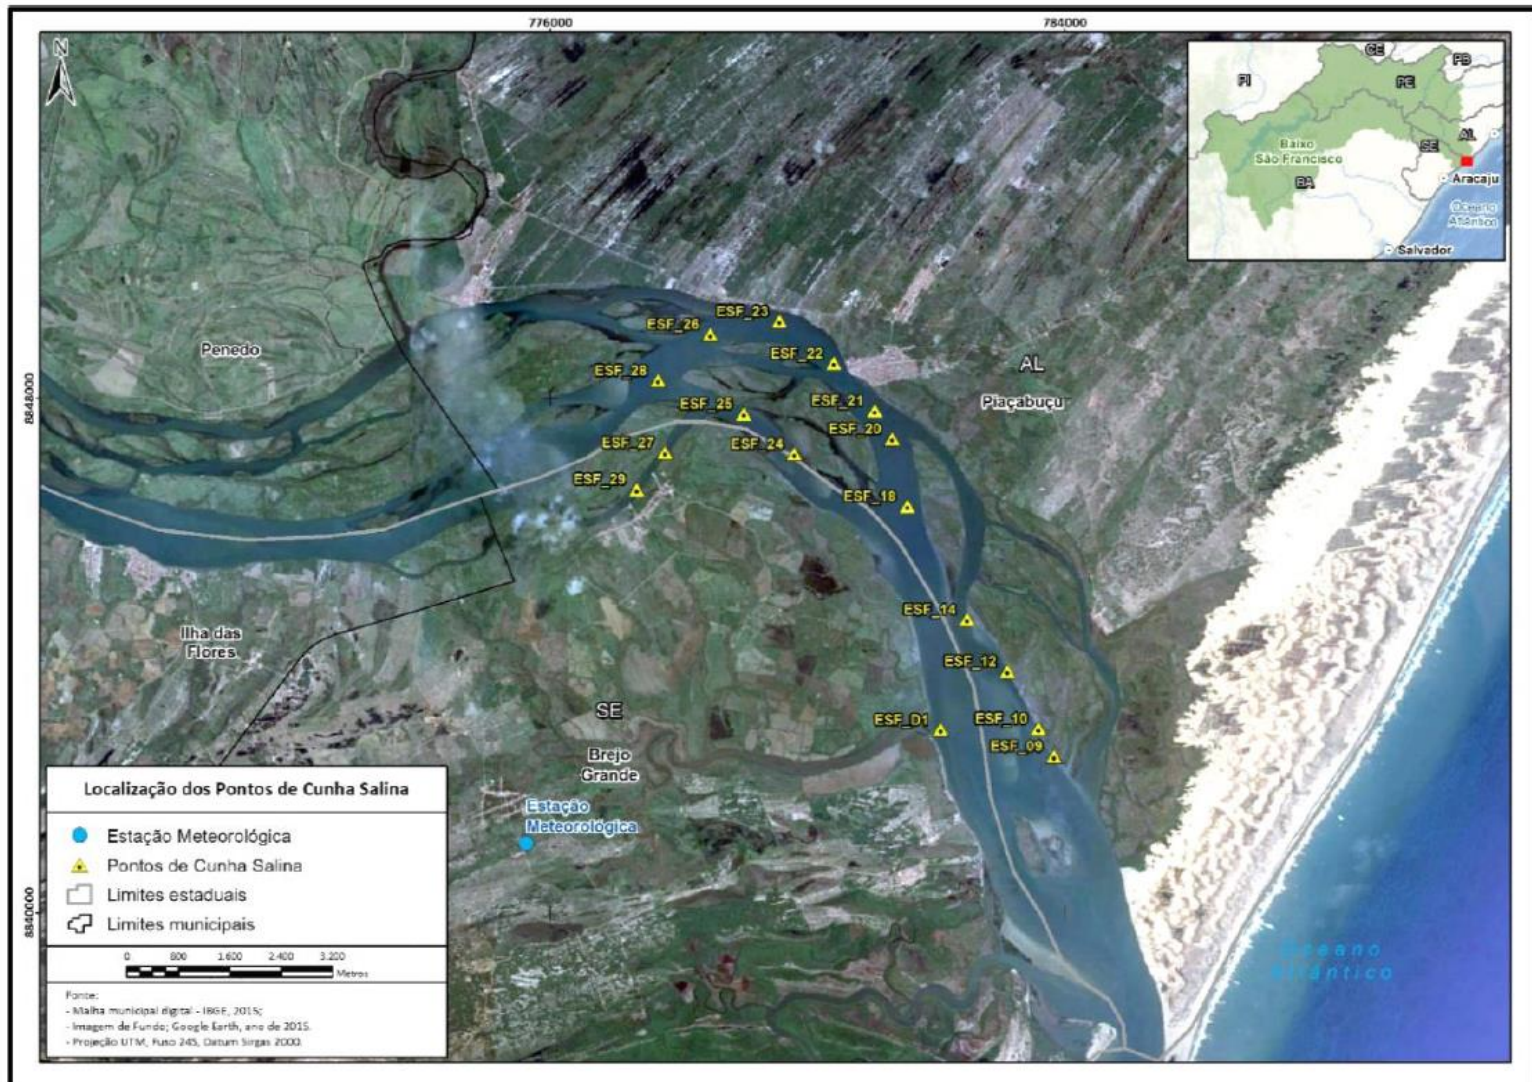 776000
784000
N
CE
PB
PI
PE
AL
SE
Baixo
São Francisco
BA
Aracaju
Oceano
Atlântico
Salvador
ESF_23
ESF_26
ESF_22
Penedo
AL
ESF_28
8848000
8848000
Piaçabuçu
ESF_25
ESF_21
ESF_20
ESF_27
ESF_24
ESF_29
ESF_18
ESF_14
Ilha das
Flores
ESF_12
SE
ESF_D1
ESF_10
ESF_09
Brejo
Grande
Estação
Meteorológica
8840000
8840000
Oceano
Atlântico
Localização dos Pontos de Cunha Salina
Estação Meteorológica
Pontos de Cunha Salina
Limites estaduais
Limites municipais
0 800 1.600 2.400 3.200
Metros
Fonte:
- Malha municipal digital - IBGE, 2015;
- Imagem de Fundo; Google Earth, ano de 2015.
- Projeção UTM, Fuso 24S, Datum Sirgas 2000.